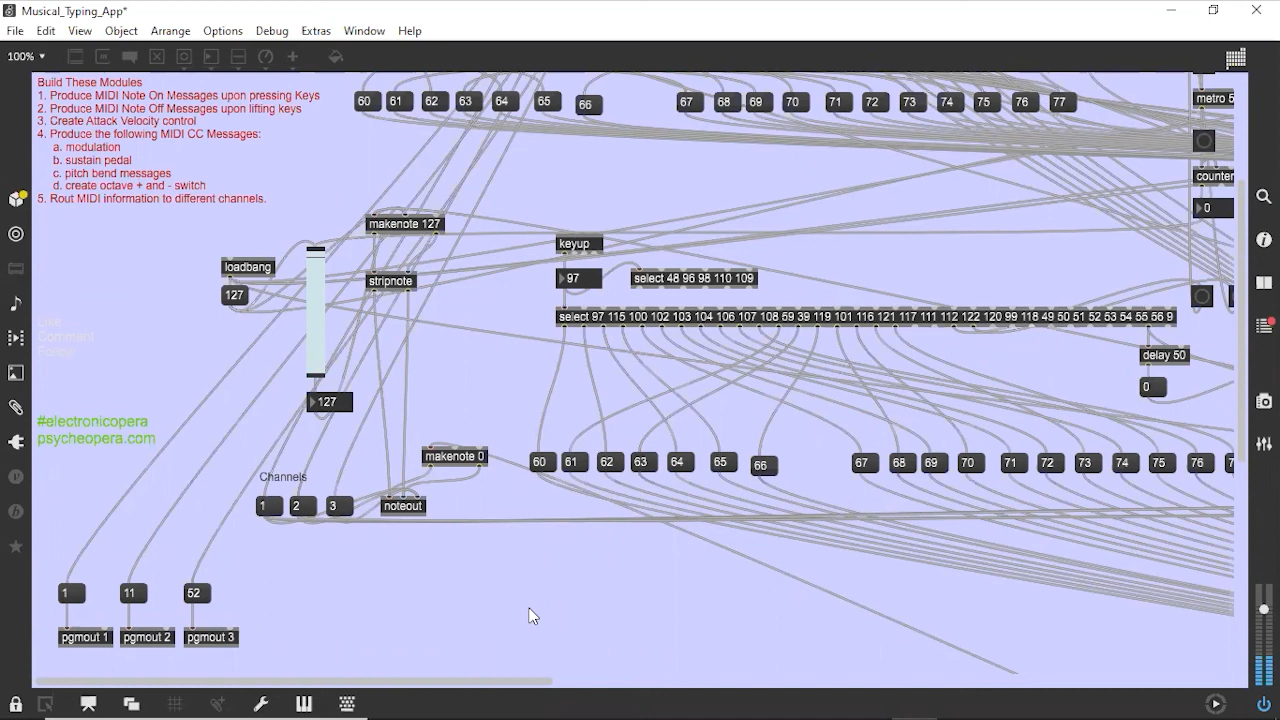 Musical_Typing_App*
File Edit View Object Arrange Options Debug Extras Window Help
100%
Build These Modules
1. Produce MIDI Note On Messages upon pressing Keys
2. Produce MIDI Note Off Messages upon lifting keys
3. Create Attack Velocity control
4. Produce the following MIDI CC Messages:
a. modulation
b. sustain pedal
c. pitch bend messages
d. create octave + and - switch
5. Rout MIDI information to different channels.
60 61 62 63 64 65 66 67 68 69 70 71 72 73 74 75 76 77
metro 5
counter
0
makenote 127
loadbang
127
stripnote
keyup
97
select 48 96 98 110 109
select 97 115 100 102 103 104 106 107 108 59 39 119 101 116 121 117 111 112 122 120 99 118 49 50 51 52 53 54 55 56 9
Like
Comment
Follow
delay 50
0
127
#electronicopera
psycheopera.com
makenote 0
60 61 62 63 64 65 66 67 68 69 70 71 72 73 74 75 76
Channels
1 2 3
noteout
1 11 52
pgmout 1 pgmout 2 pgmout 3